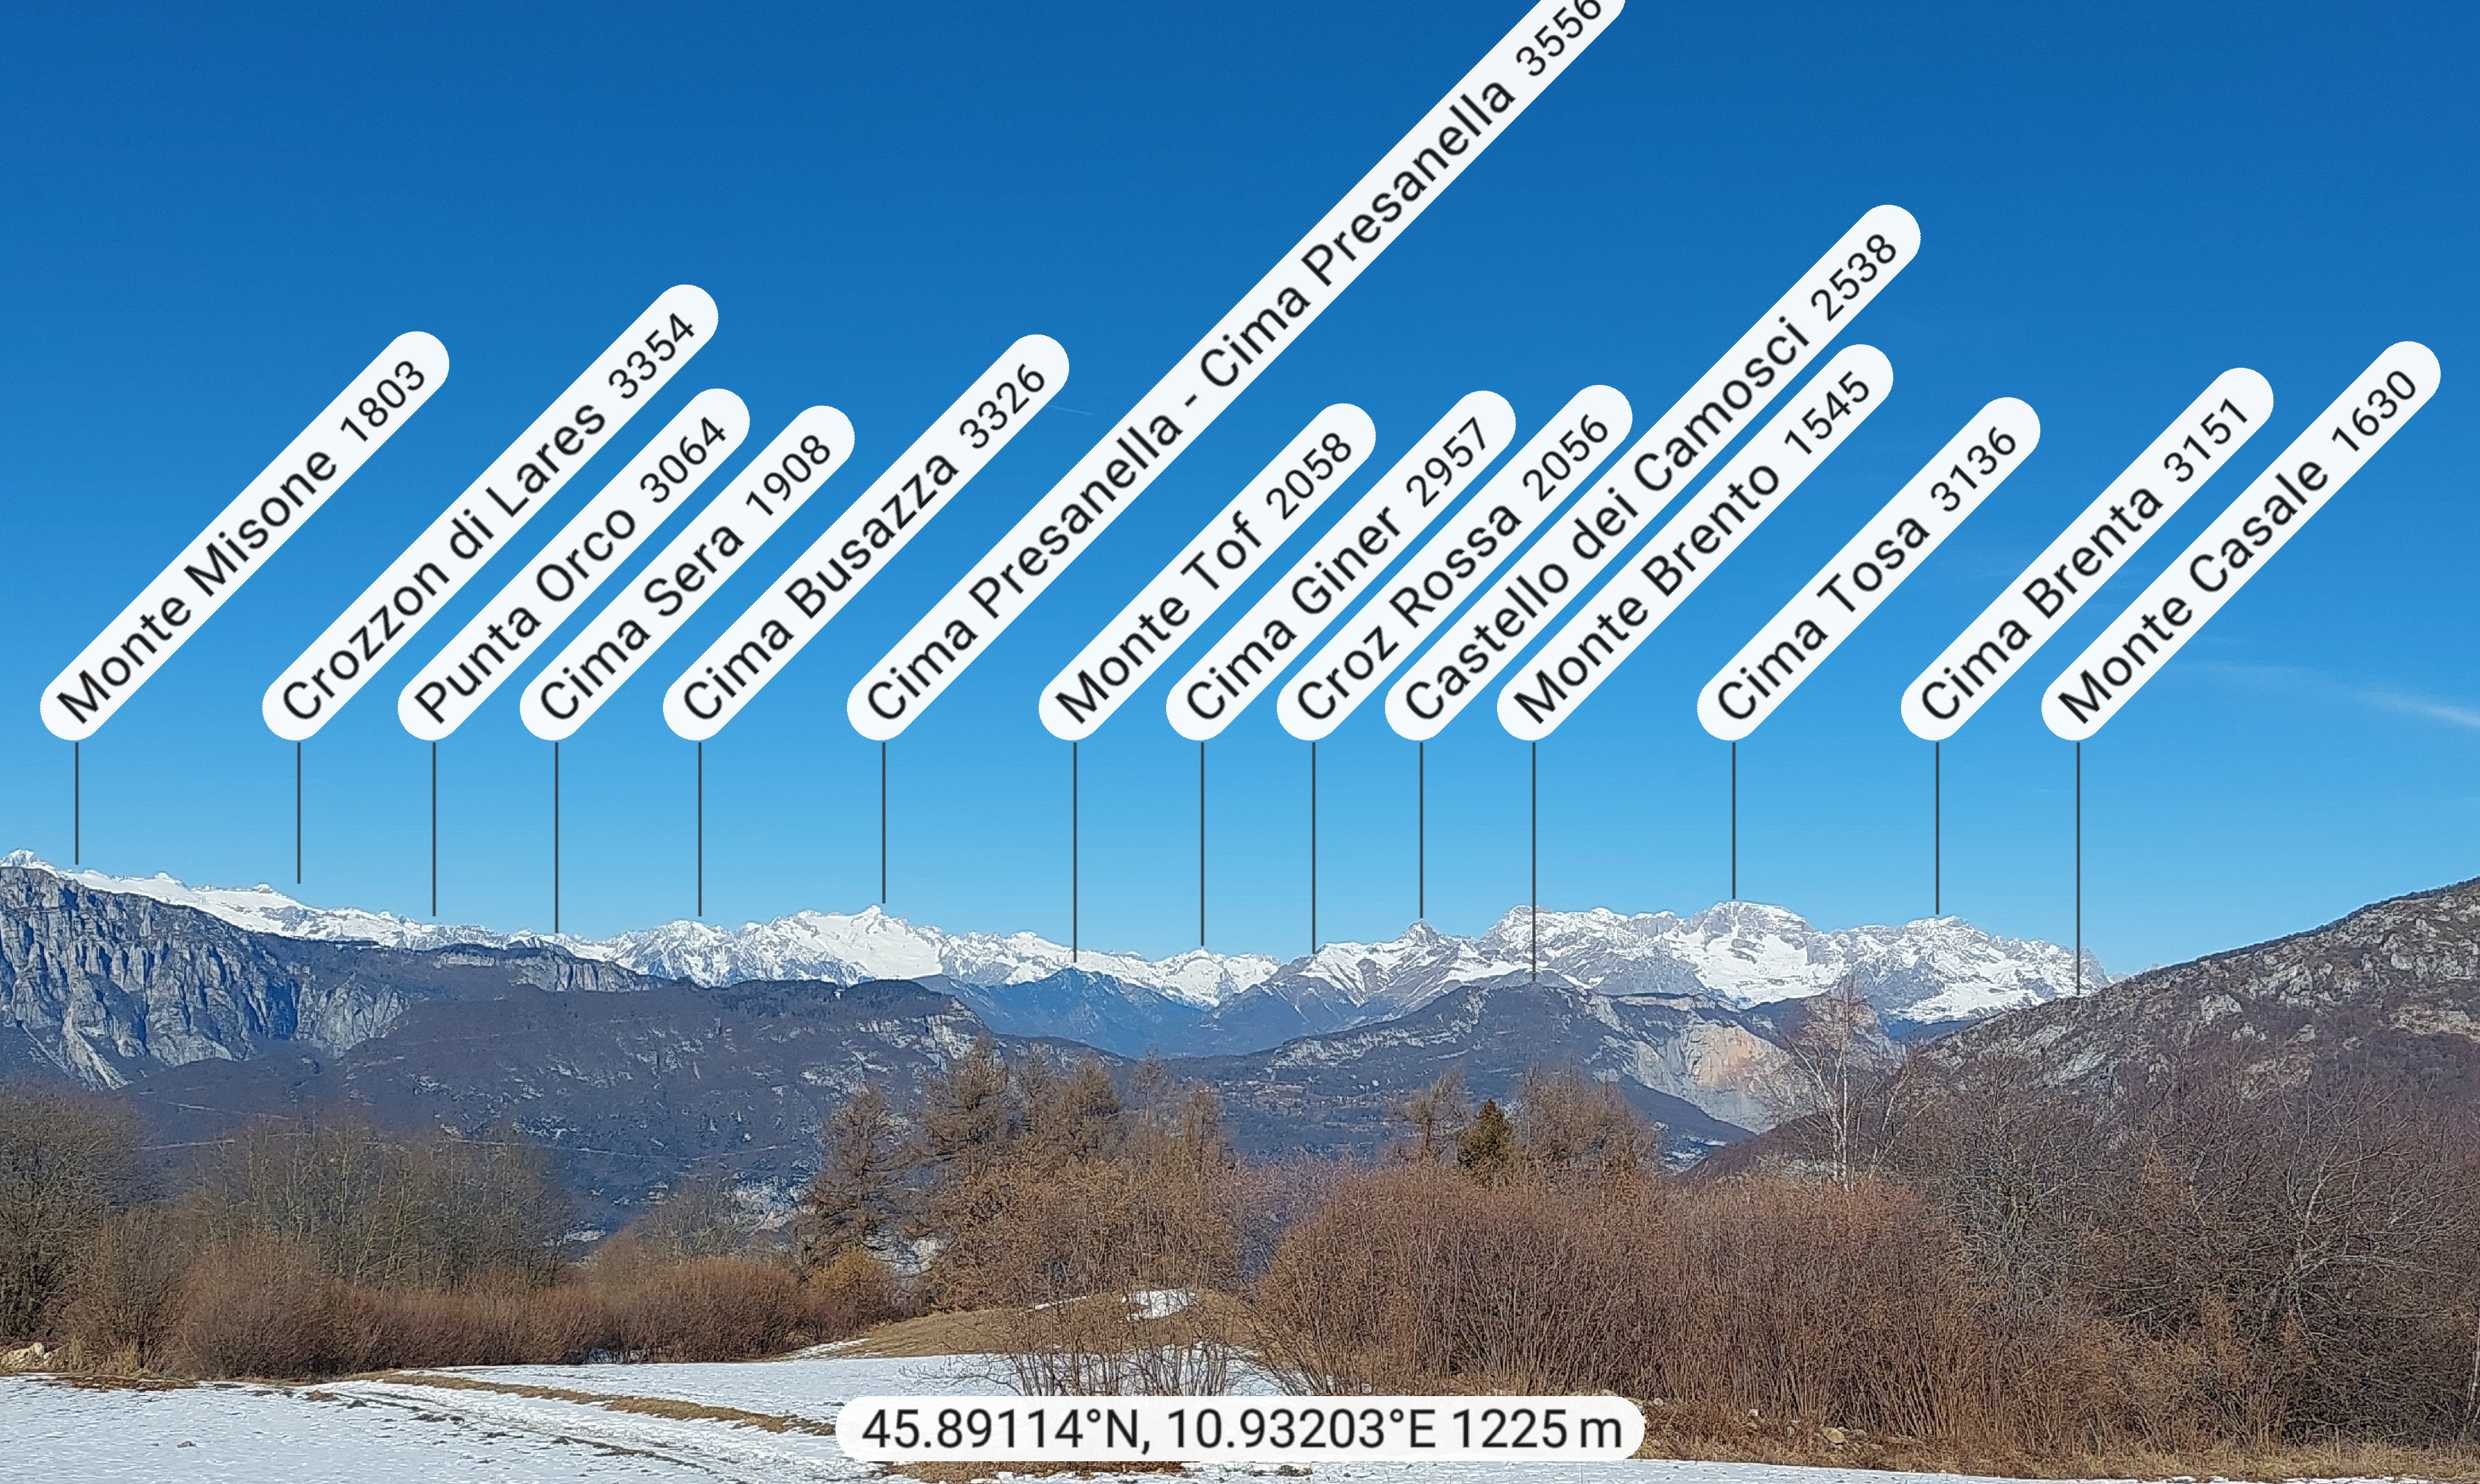 Monte Misone 1803
Crozzon di Lares 3354
Punta Orco 3064
Cima Sera 1908
Cima Busazza 3326
Cima Presanella - Cima Presanella 3556
Monte Tof 2058
Cima Giner 2957
Croz Rossa 2056
Castello dei Camosci 2538
Monte Brento 1545
Cima Tosa 3136
Cima Brenta 3151
Monte Casale 1630
45.89114°N, 10.93203°E 1225 m